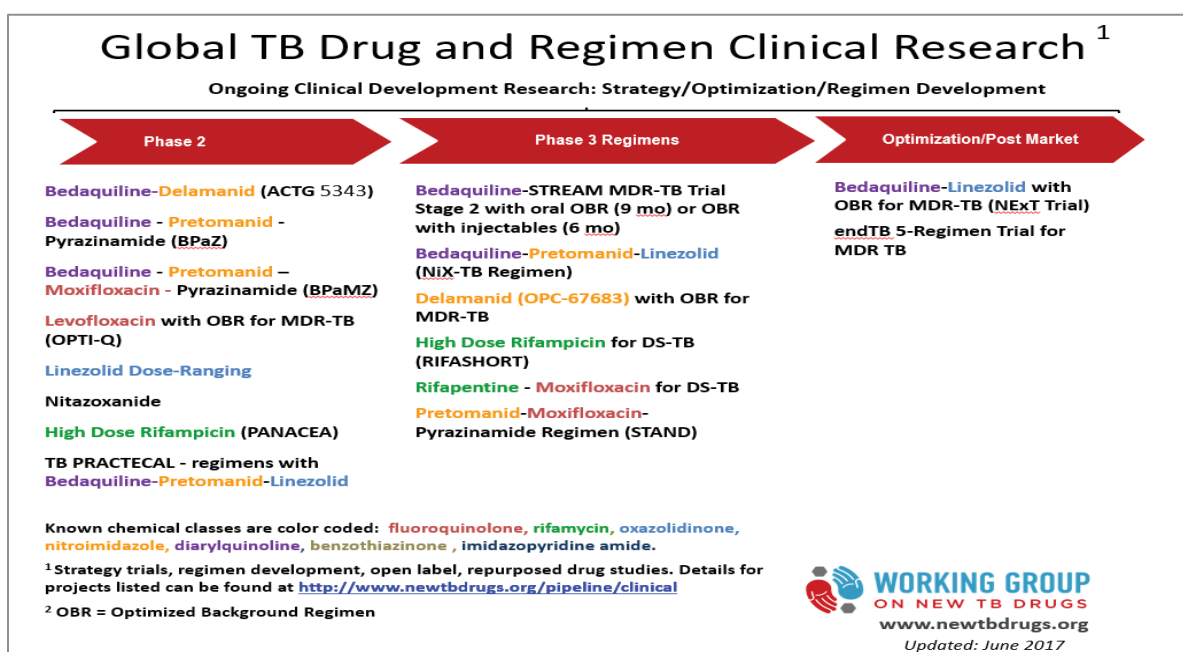 Global TB Drug and Regimen Clinical Research 1
Ongoing Clinical Development Research: Strategy/Optimization/Regimen Development
Phase 2
Bedaquiline-Delamanid (ACTG 5343)
Bedaquiline - Pretomanid -
Pyrazinamide (BPaZ)
Bedaquiline - Pretomanid –
Moxifloxacin - Pyrazinamide (BPaMZ)
Levofloxacin with OBR for MDR-TB
(OPTI-Q)
Linezolid Dose-Ranging
Nitazoxanide
High Dose Rifampicin (PANACEA)
TB PRACTECAL - regimens with
Bedaquiline-Pretomanid-Linezolid
Phase 3 Regimens
Bedaquiline-STREAM MDR-TB Trial
Stage 2 with oral OBR (9 mo) or OBR
with injectables (6 mo)
Bedaquiline-Pretomanid-Linezolid
(NiX-TB Regimen)
Delamanid (OPC-67683) with OBR for
MDR-TB
High Dose Rifampicin for DS-TB
(RIFASHORT)
Rifapentine - Moxifloxacin for DS-TB
Pretomanid-Moxifloxacin-
Pyrazinamide Regimen (STAND)
Optimization/Post Market
Bedaquiline-Linezolid with
OBR for MDR-TB (NExT Trial)
endTB 5-Regimen Trial for
MDR TB
Known chemical classes are color coded: fluoroquinolone, rifamycin, oxazolidinone,
nitroimidazole, diarylquinoline, benzothiazinone , imidazopyridine amide.
1 Strategy trials, regimen development, open label, repurposed drug studies. Details for
projects listed can be found at http://www.newtbdrugs.org/pipeline/clinical
2 OBR = Optimized Background Regimen
WORKING GROUP
ON NEW TB DRUGS
www.newtbdrugs.org
Updated: June 2017